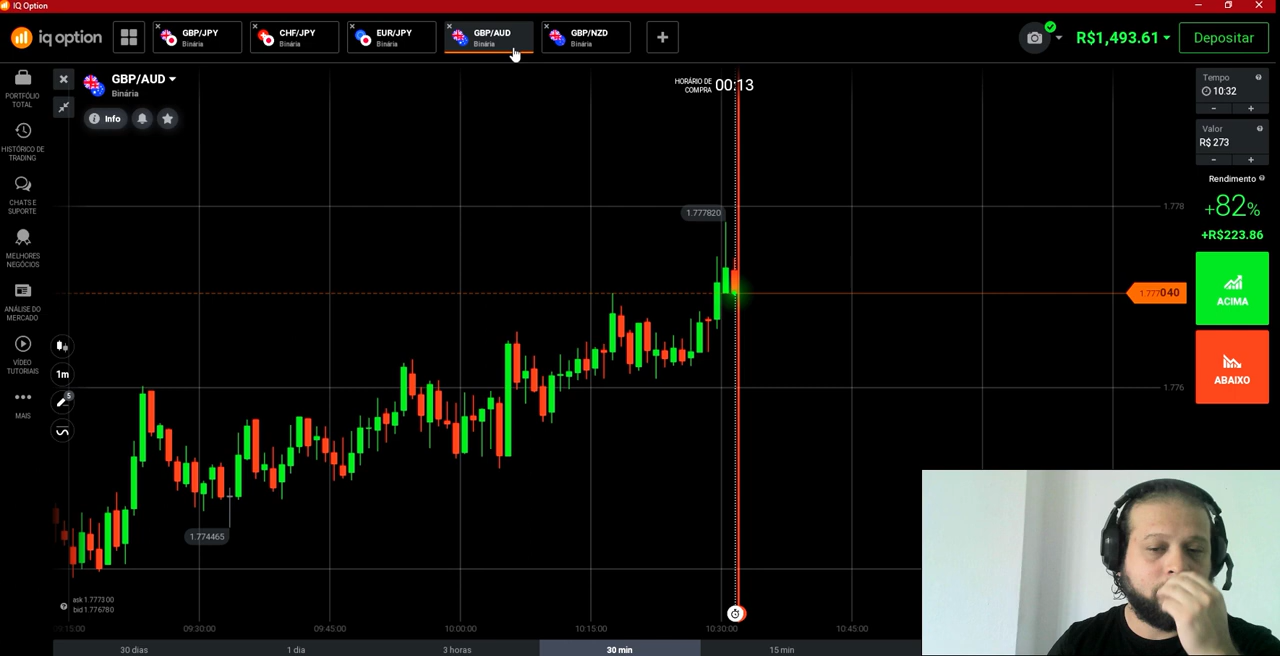 IQ Option
iq option
GBP/JPY
Binária
CHF/JPY
Binária
EUR/JPY
Binária
GBP/AUD
Binária
GBP/NZD
Binária
R$1,493.61
Depositar
PORTFÓLIO
TOTAL
HISTÓRICO DE
TRADING
CHATS E
SUPORTE
MELHORES
NEGÓCIOS
ANÁLISE DO
MERCADO
VÍDEO
TUTORIAIS
MAIS
GBP/AUD
Binária
Info
HORÁRIO DE
COMPRA
00:13
1m
5
1.777820
1.774465
1.778
1.777040
1.776
ask 1.777300
bid 1.776780
09:15:00
09:30:00
09:45:00
10:00:00
10:15:00
10:30:00
10:45:00
30 dias
1 dia
3 horas
30 min
15 min
Tempo
10:32
- +
Valor
R$ 273
- +
Rendimento
+82%
+R$223.86
ACIMA
ABAIXO